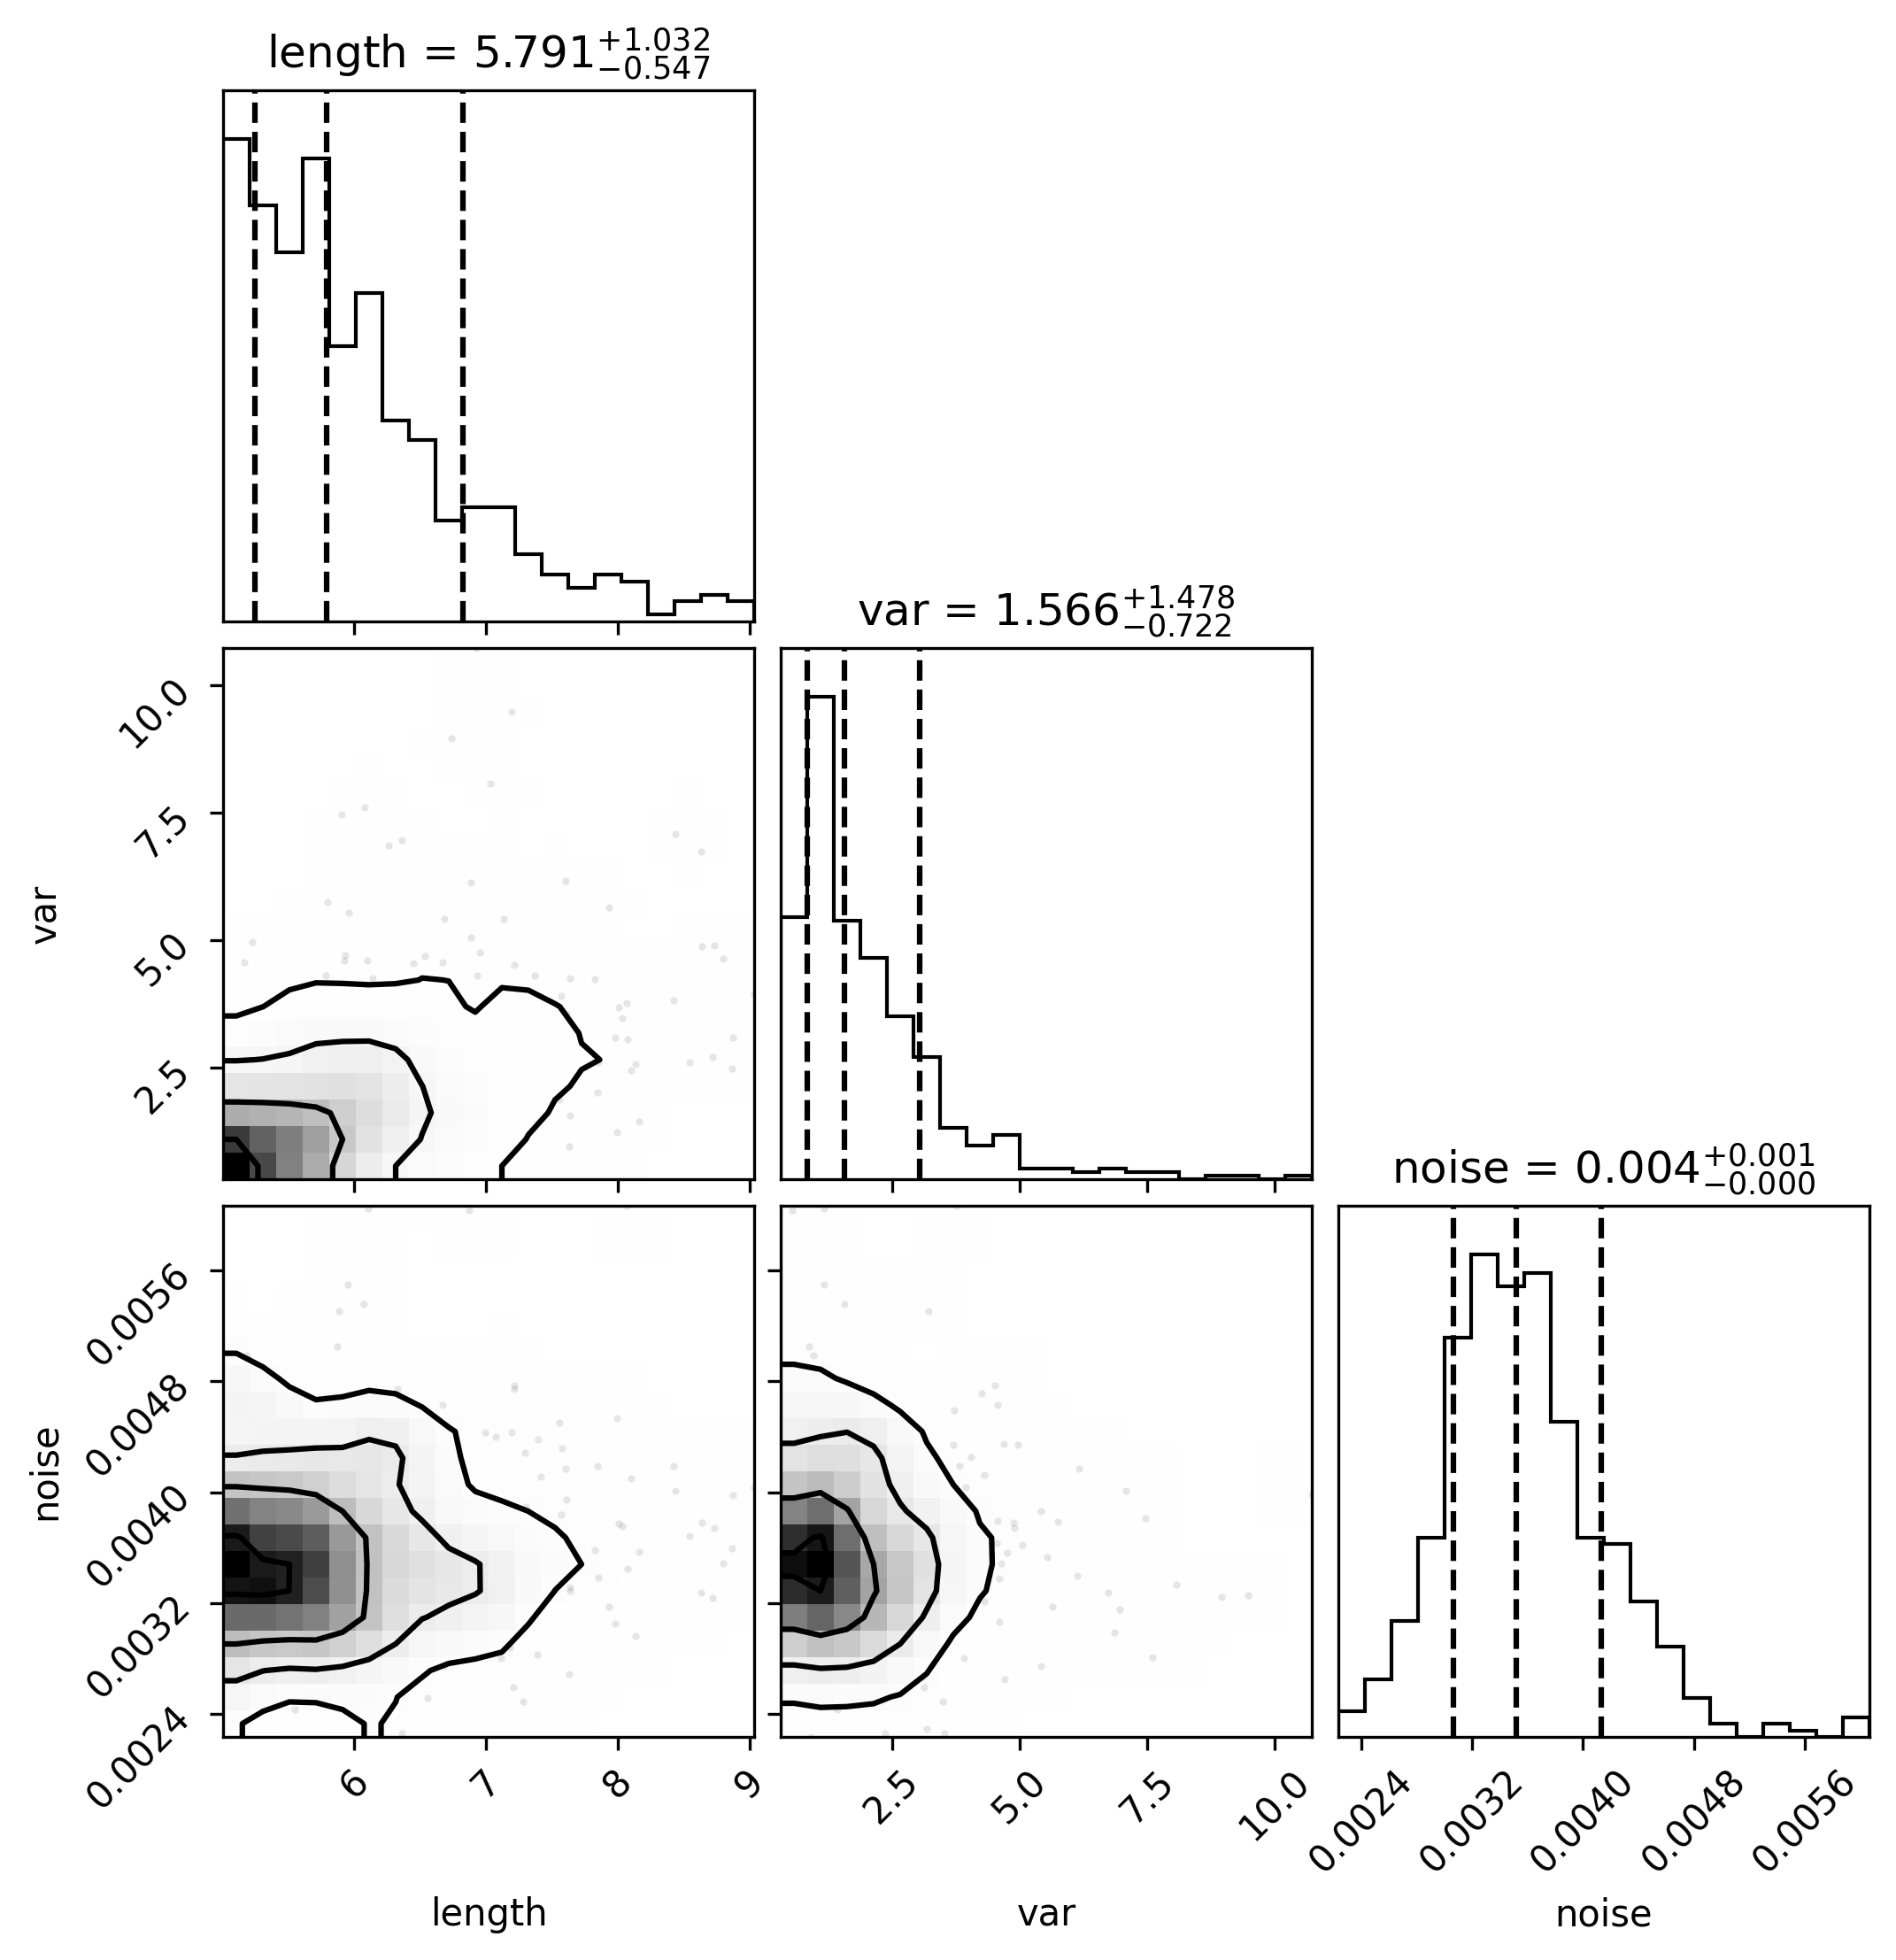 length = 5.791+1.032−0.547
var = 1.566+1.478−0.722
10.0
7.5
5.0
2.5
var
noise = 0.004+0.001−0.000
0.0056
0.0048
0.0040
0.0032
0.0024
noise
6 7 8 9
2.5 5.0 7.5 10.0
0.0024 0.0032 0.0040 0.0048 0.0056
length var noise